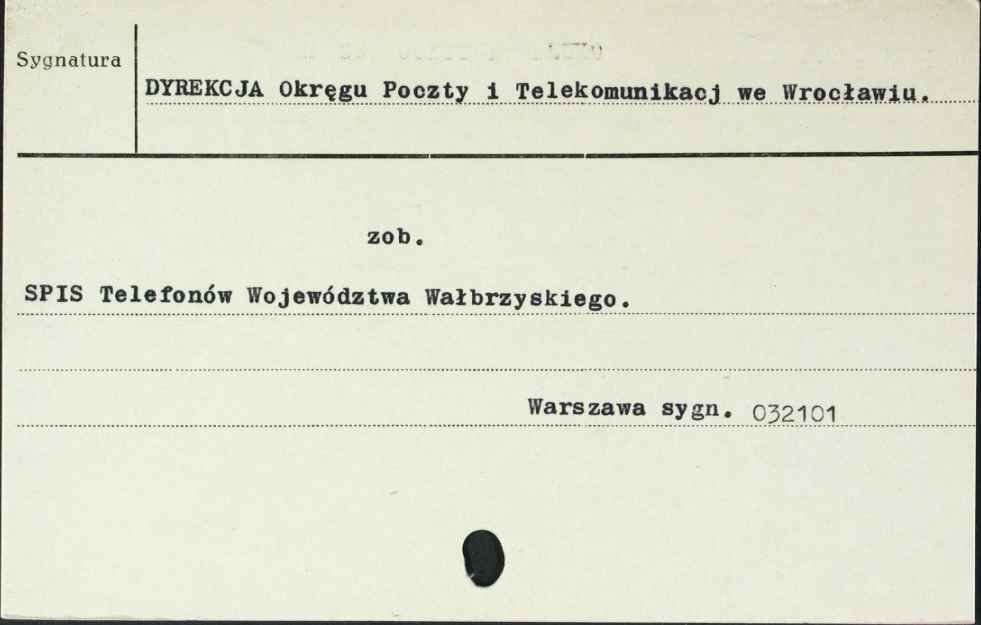 Sygnatura
DYREKCJA Okręgu Poczty i Telekomunikacj we Wrocławiu.
zob.
SPIS Telefonów Województwa Wałbrzyskiego.
Warszawa sygn. 032101